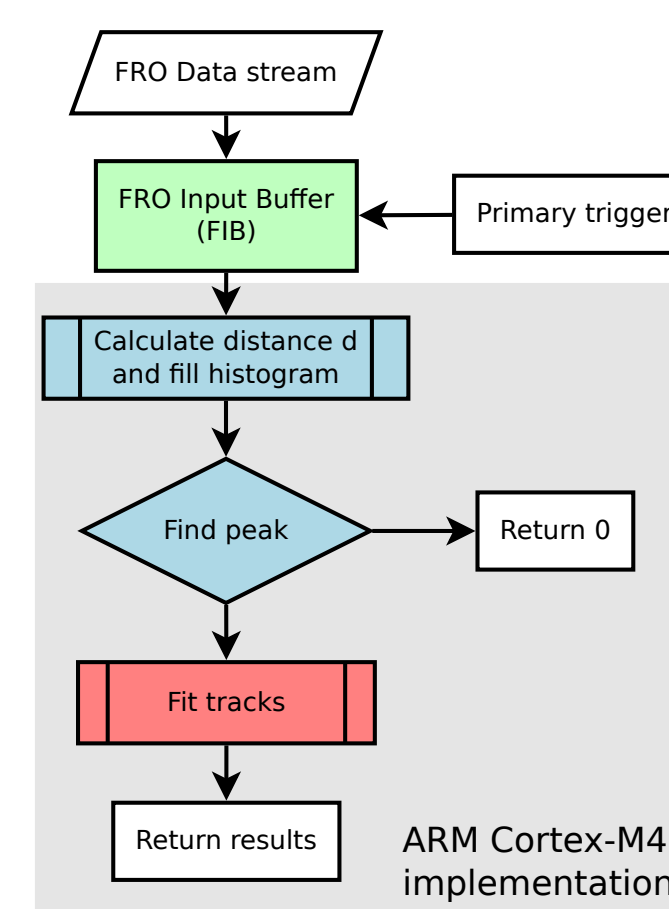 FRO Data stream
FRO Input Buffer
(FIB)
Primary trigger
Calculate distance d
and fill histogram
Find peak
Return 0
Fit tracks
Return results
ARM Cortex-M4
implementation